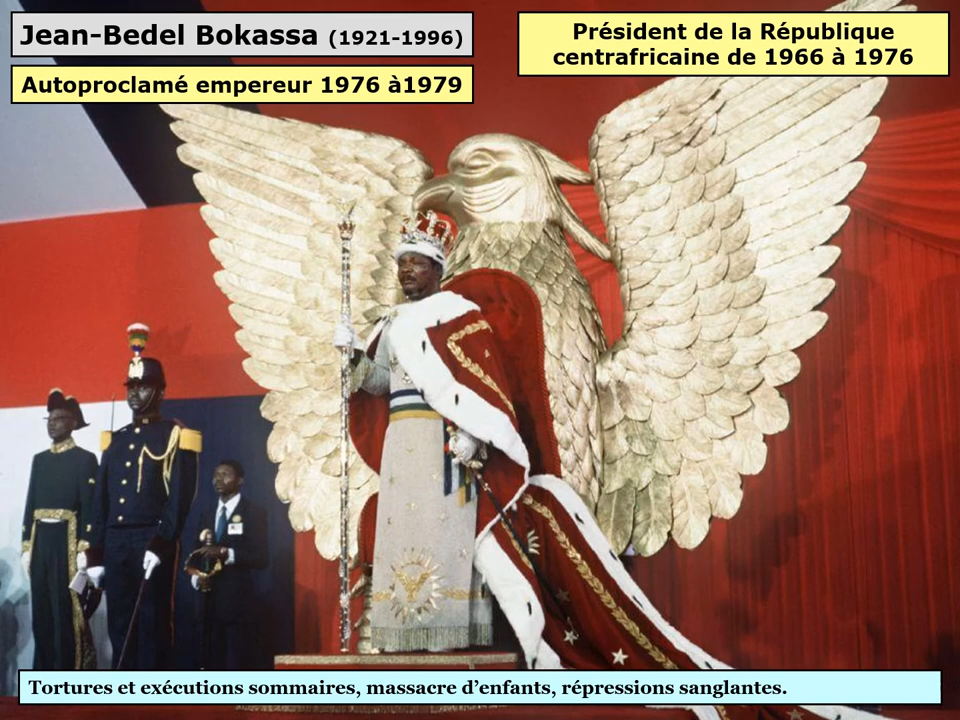 Jean-Bedel Bokassa (1921-1996)
Autoproclamé empereur 1976 à1979
Président de la République
centrafricaine de 1966 à 1976
Tortures et exécutions sommaires, massacre d’enfants, répressions sanglantes.